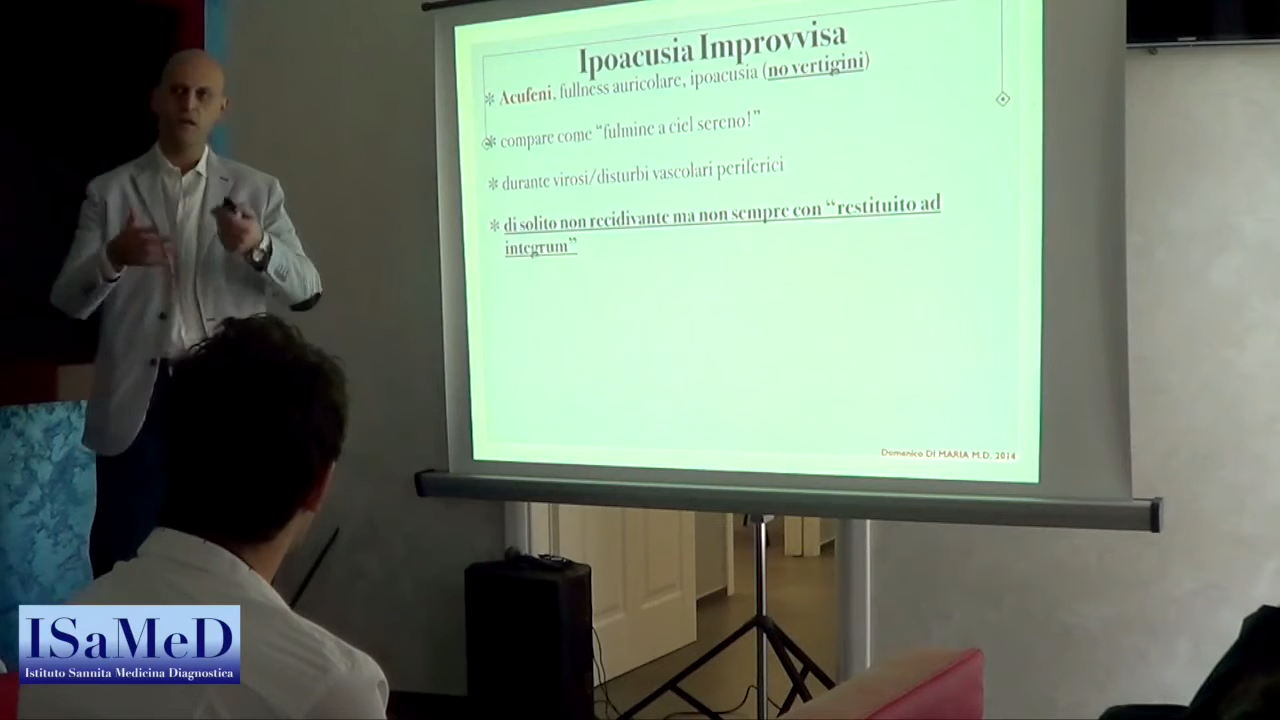 Ipoacusia Improvvisa
* Acufeni, fullness auricolare, ipoacusia (no vertigini)
* compare come “fulmine a ciel sereno!”
* durante virosi/disturbi vascolari periferici
* di solito non recidivante ma non sempre con “restituito ad
integrum”
Domenico DI MARIA M.D. 2014
ISaMeD
Istituto Sannita Medicina Diagnostica